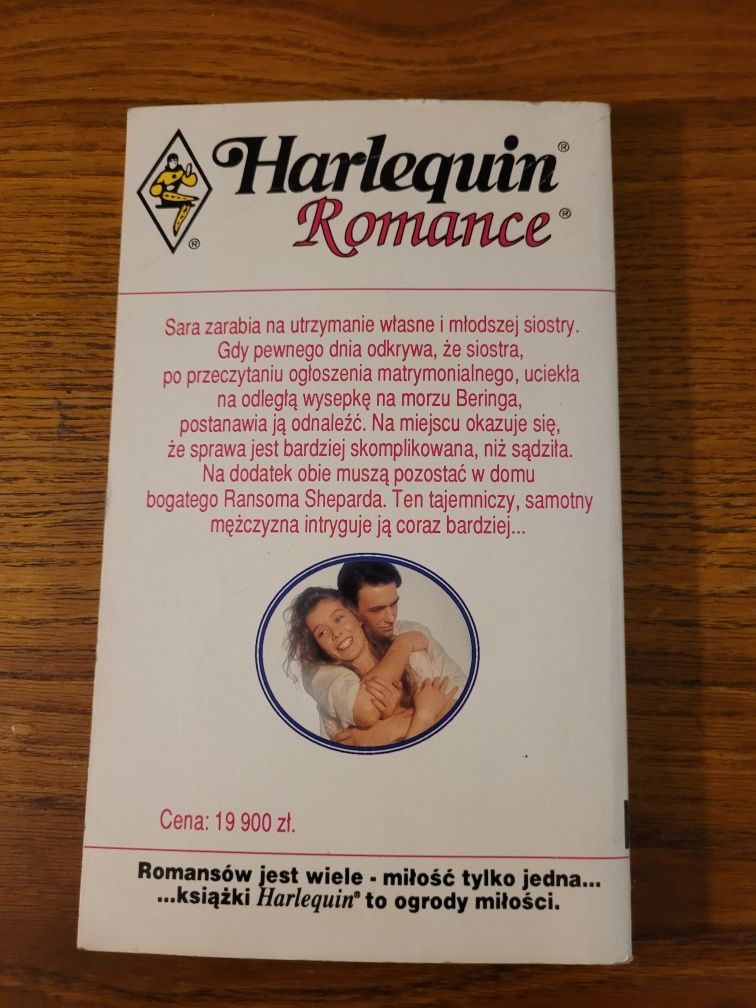 Harlequin®
Romance®
®
Sara zarabia na utrzymanie własne i młodszej siostry.
Gdy pewnego dnia odkrywa, że siostra,
po przeczytaniu ogłoszenia matrymonialnego, uciekła
na odległą wysepkę na morzu Beringa,
postanawia ją odnaleźć. Na miejscu okazuje się,
że sprawa jest bardziej skomplikowana, niż sądziła.
Na dodatek obie muszą pozostać w domu
bogatego Ransoma Sheparda. Ten tajemniczy, samotny
mężczyzna intryguje ją coraz bardziej...
Cena: 19 900 zł.
Romansów jest wiele - miłość tylko jedna...
...książki Harlequin® to ogrody miłości.